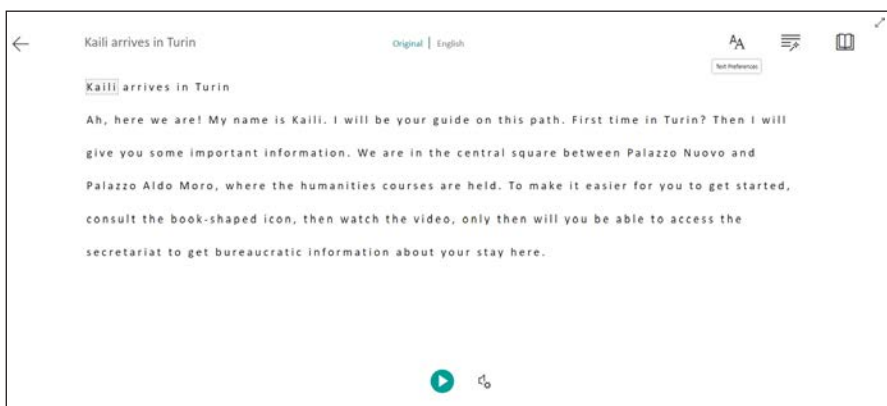 Kaili arrives in Turin
Original | English
AA
Text Preferences
Kaili arrives in Turin
Ah, here we are! My name is Kaili. I will be your guide on this path. First time in Turin? Then I will
give you some important information. We are in the central square between Palazzo Nuovo and
Palazzo Aldo Moro, where the humanities courses are held. To make it easier for you to get started,
consult the book-shaped icon, then watch the video, only then will you be able to access the
secretariat to get bureaucratic information about your stay here.